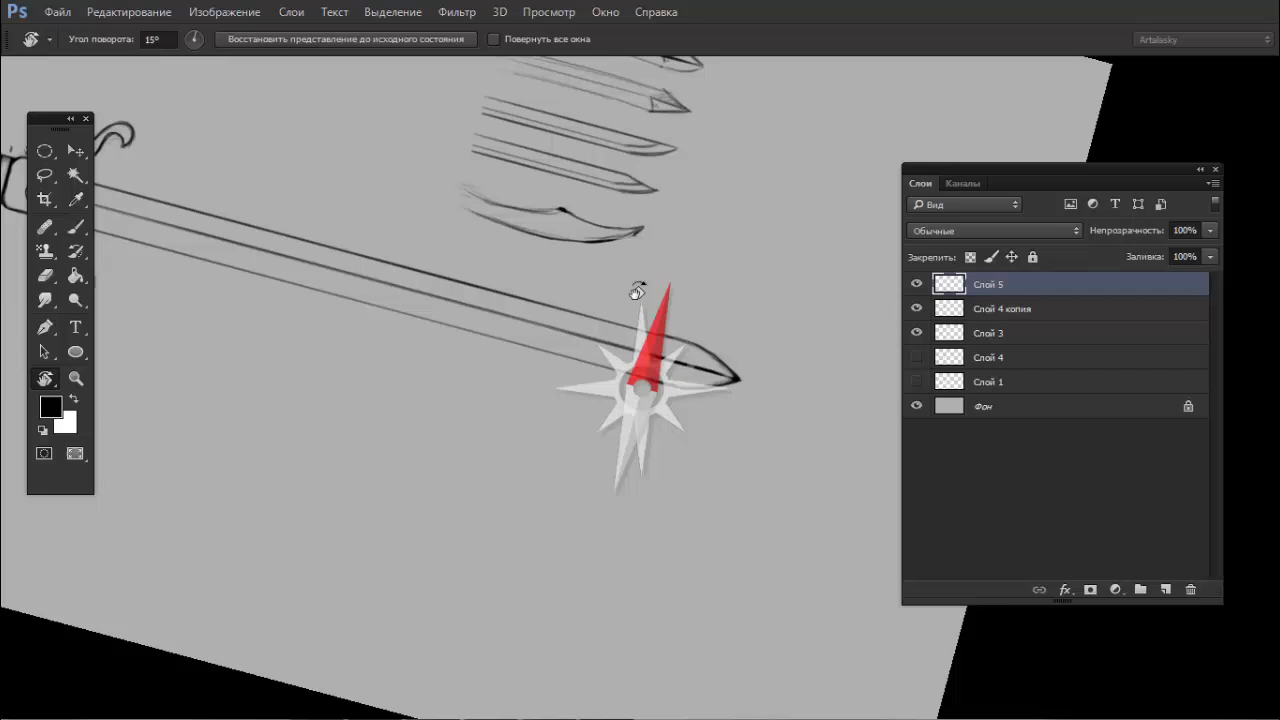 Ps Файл Редактирование Изображение Слои Текст Выделение Фильтр 3D Просмотр Окно Справка
Угол поворота: 15° Восстановить представление до исходного состояния Повернуть все окна Artalasky
Слои Каналы
Вид
Обычные Непрозрачность: 100%
Закрепить: Заливка: 100%
Слой 5
Слой 4 копия
Слой 3
Слой 4
Слой 1
Фон